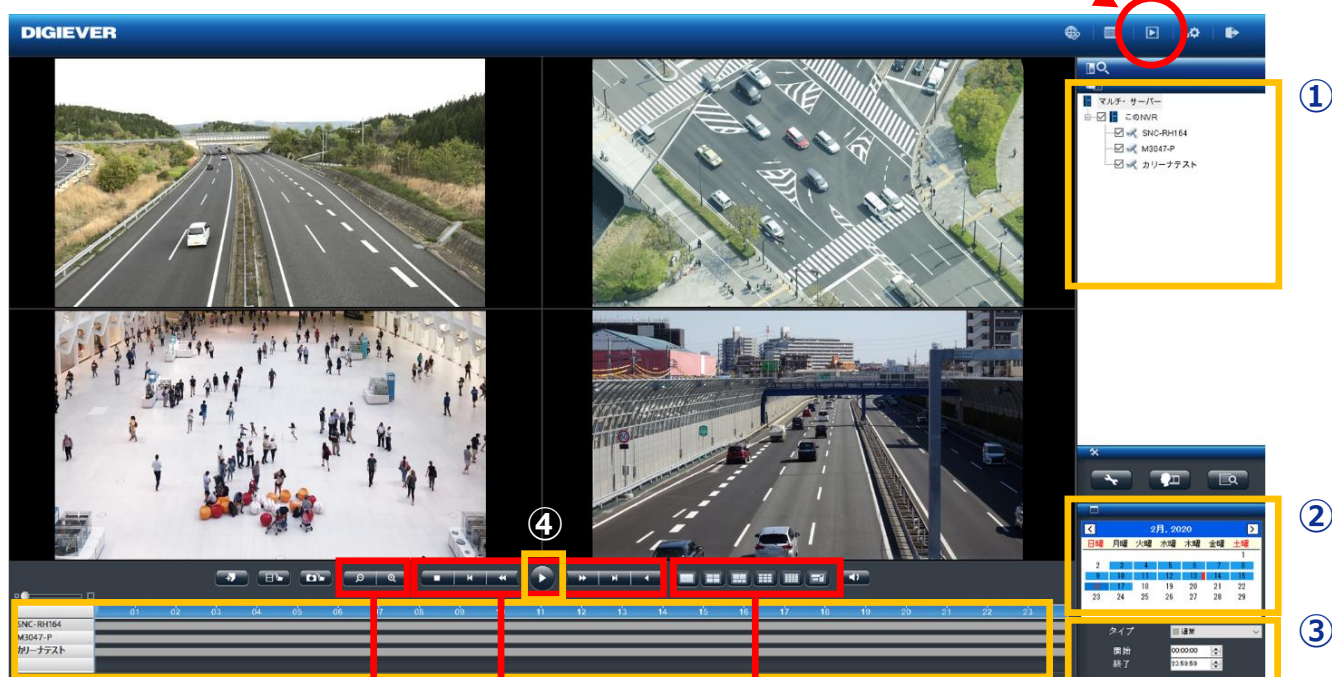 DIGIEVER
①
マルチ・サーバー
このNVR
SNC-RH164
M3047-P
カリーナテスト
④
②
2月, 2020
日曜 月曜 火曜 水曜 木曜 金曜 土曜
1
2 3 4 5 6 7 8
9 10 11 12 13 14 15
16 17 18 19 20 21 22
23 24 25 26 27 28 29
01 02 03 04 05 06 07 08 09 10 11 12 13 14 15 16 17 18 19 20 21 22 23
SNC-RH164
M3047-P
カリーナテスト
③
タイプ 通常
開始 00:00:00
終了 23:59:59